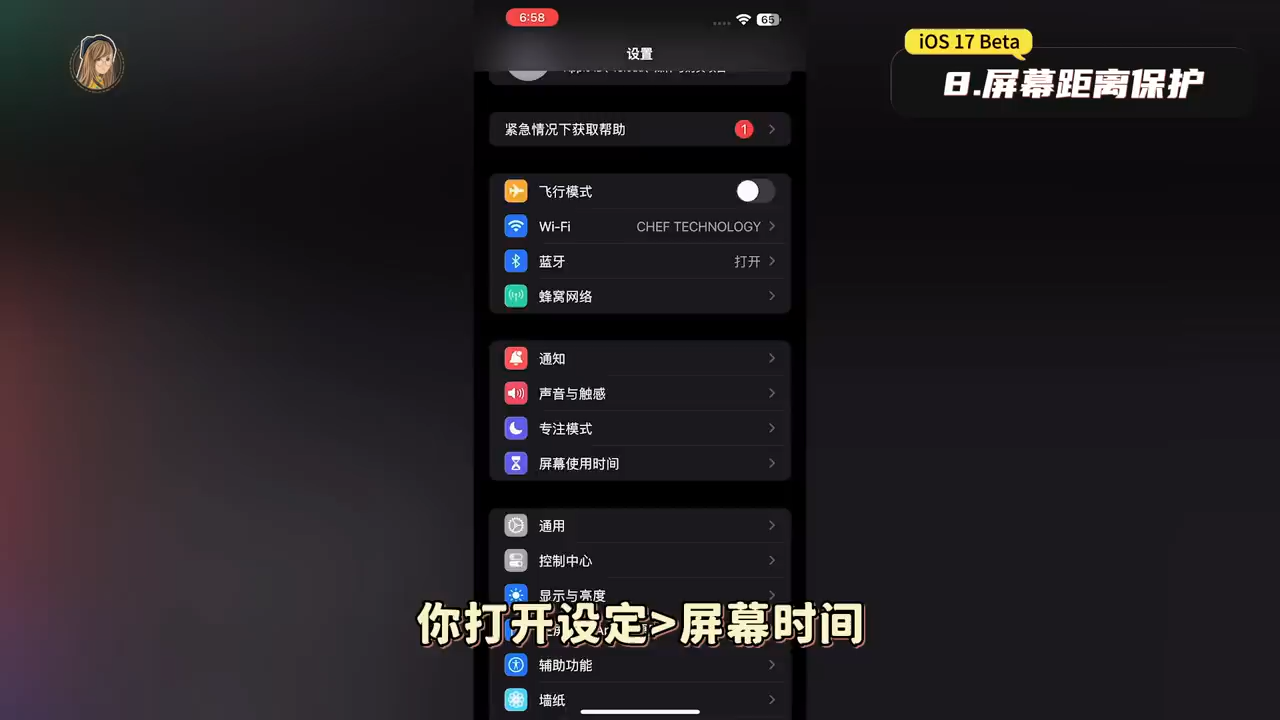 6:58
65
设置
iOS 17 Beta
8.屏幕距离保护
紧急情况下获取帮助
1
飞行模式
Wi-Fi
CHEF TECHNOLOGY
蓝牙
打开
蜂窝网络
通知
声音与触感
专注模式
屏幕使用时间
通用
控制中心
显示与亮度
你打开设定>屏幕时间
辅助功能
墙纸